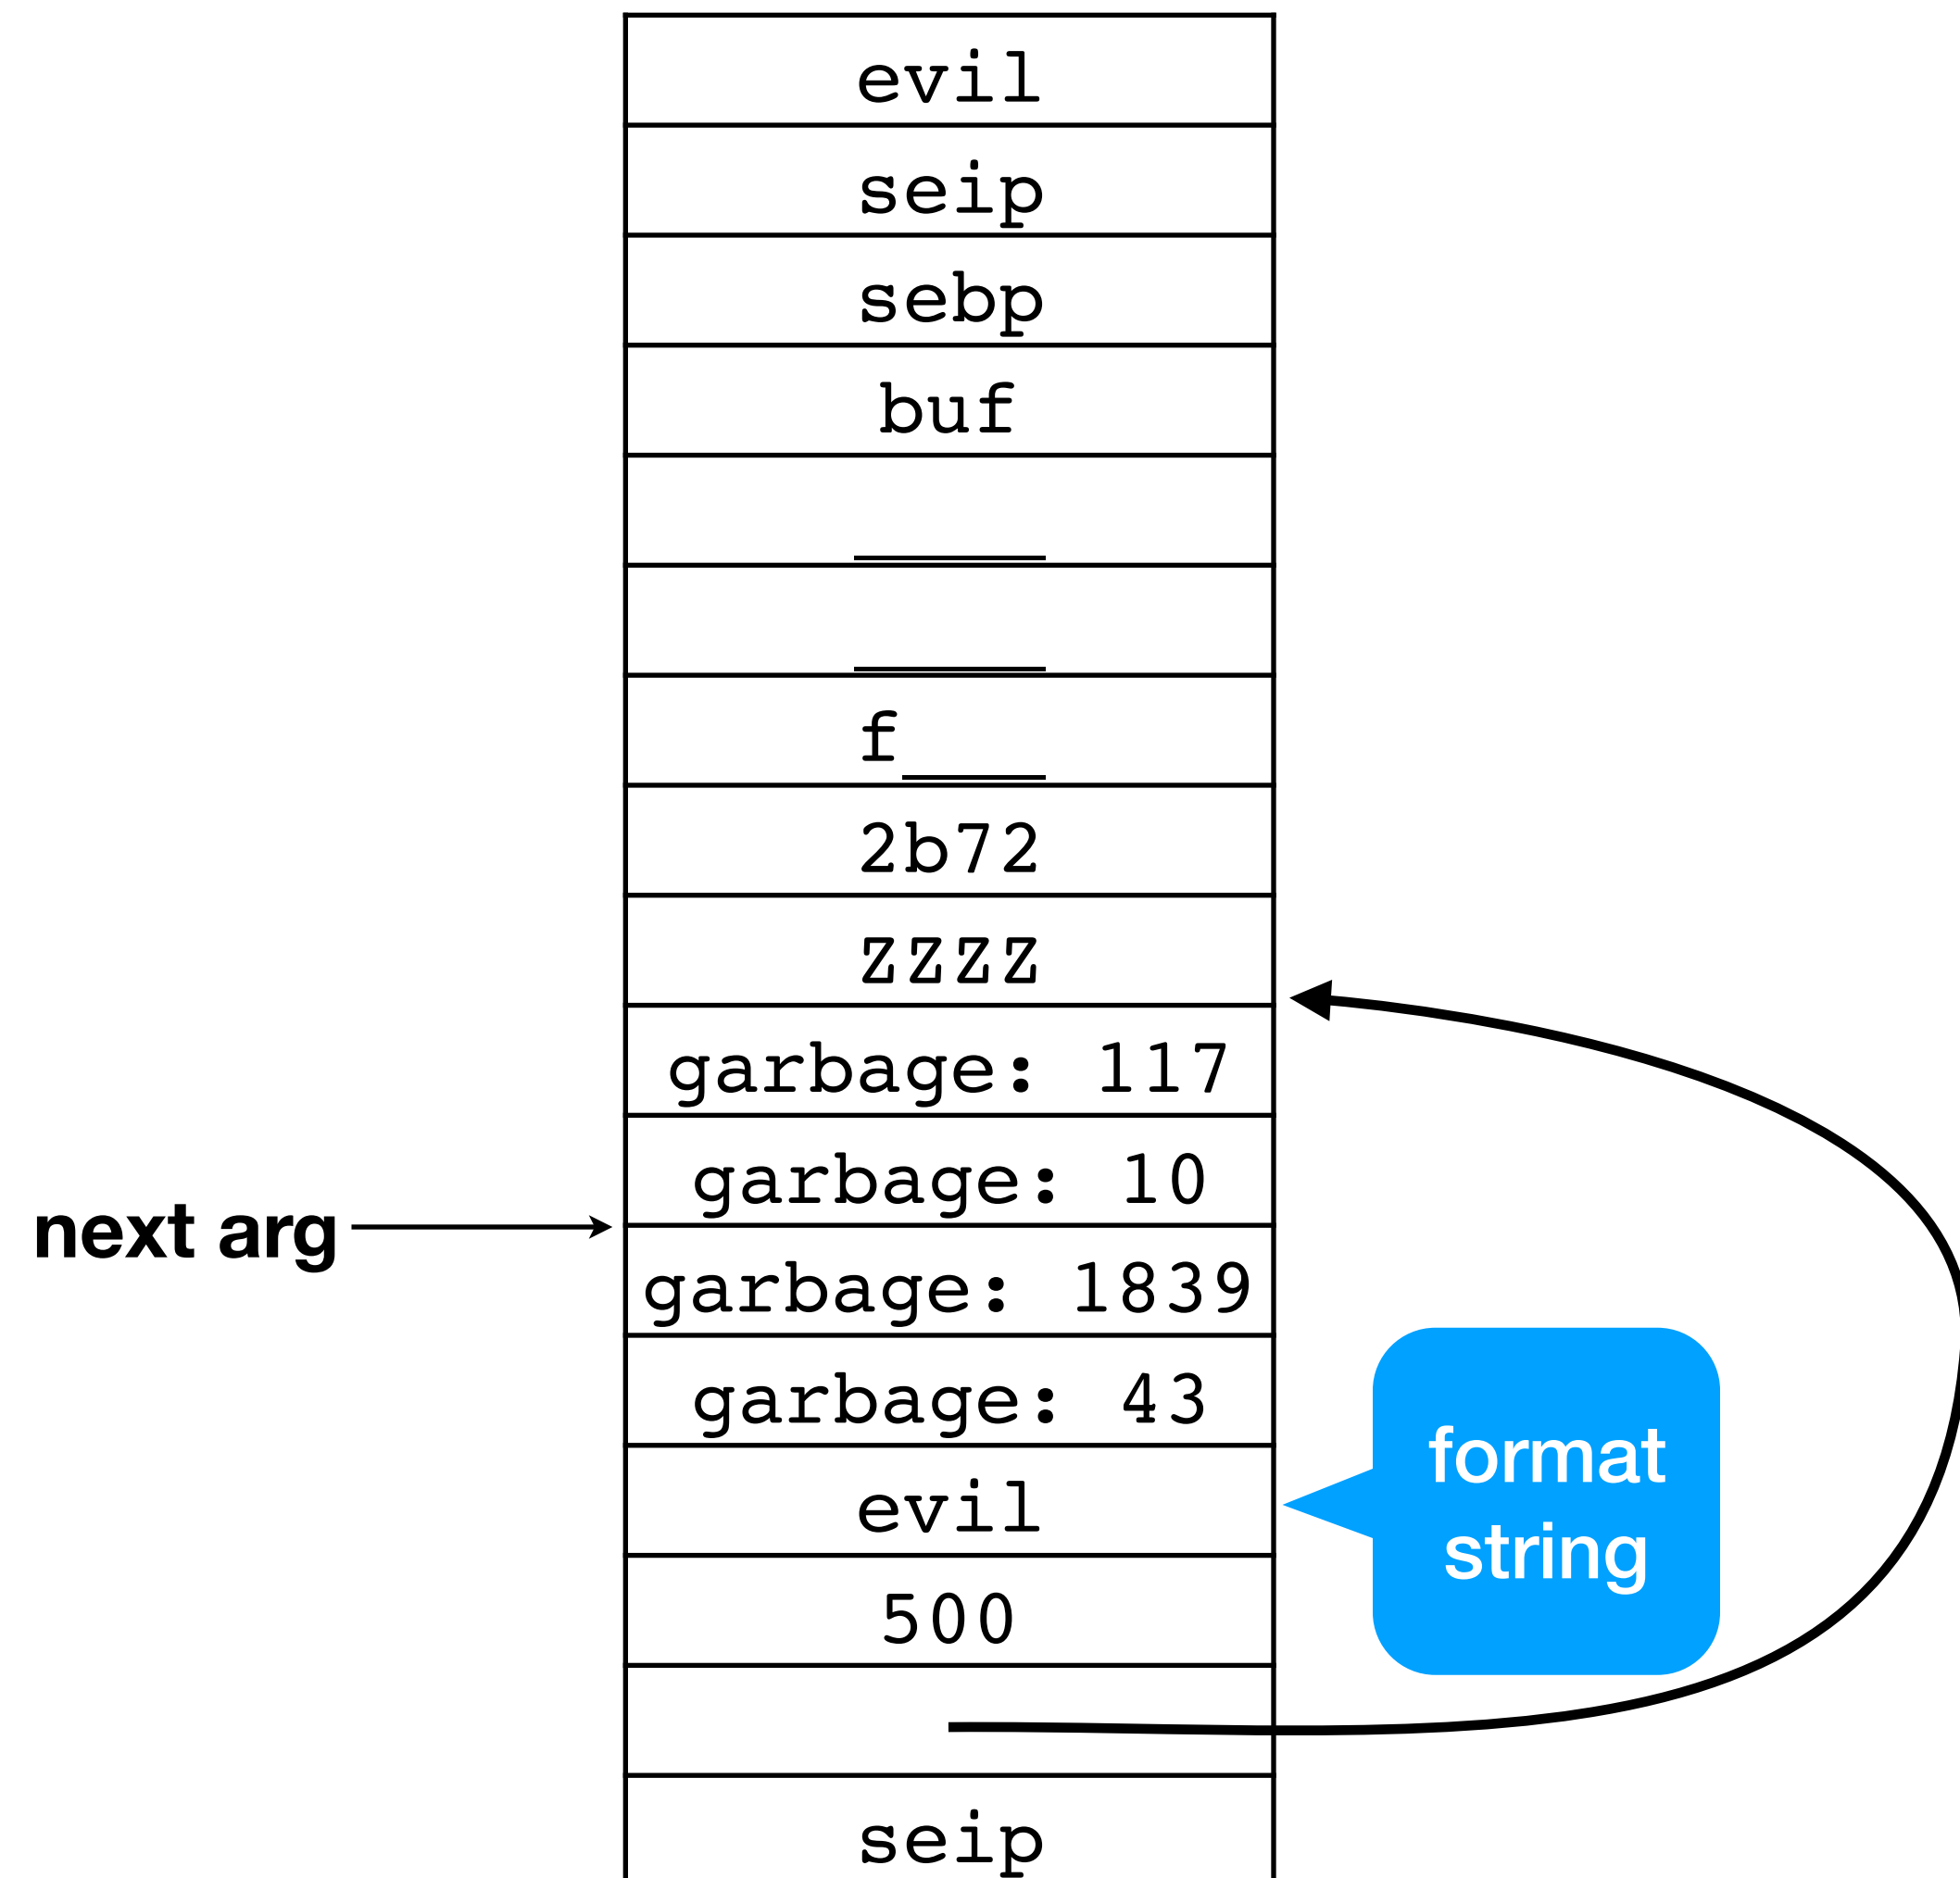 evil
seip
sebp
buf
____
____
f___
2b72
zzzz
garbage: 117
garbage: 10
next arg
garbage: 1839
garbage: 43
evil
format
string
500
seip